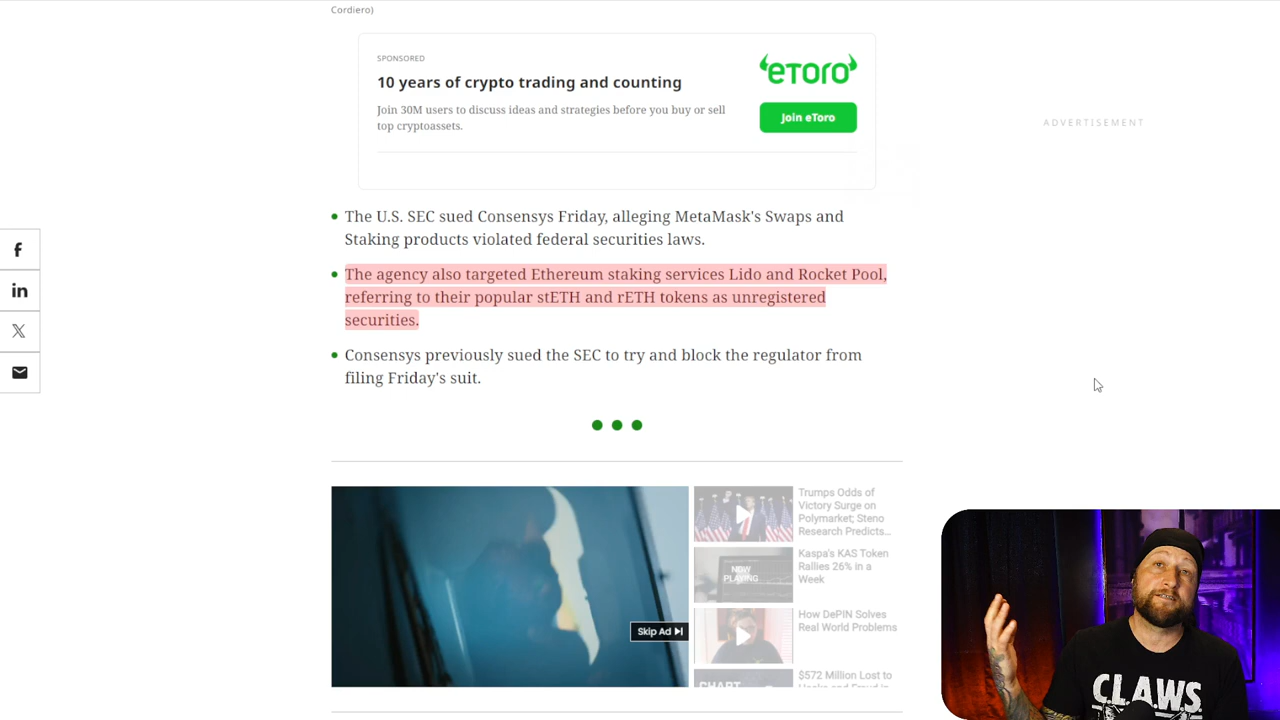 Cordiero)
SPONSORED
10 years of crypto trading and counting
Join 30M users to discuss ideas and strategies before you buy or sell
top cryptoassets.
eToro
Join eToro
ADVERTISEMENT
The U.S. SEC sued Consensys Friday, alleging MetaMask's Swaps and
Staking products violated federal securities laws.
The agency also targeted Ethereum staking services Lido and Rocket Pool,
referring to their popular stETH and rETH tokens as unregistered
securities.
Consensys previously sued the SEC to try and block the regulator from
filing Friday's suit.
Skip Ad
Trumps Odds of
Victory Surge on
Polymarket; Steno
Research Predicts...
NOW
PLAYING
Kaspa's KAS Token
Rallies 26% in a
Week
How DePIN Solves
Real World Problems
CHART
$572 Million Lost to
Hacks and Fraud in
C.L.A.W.S.